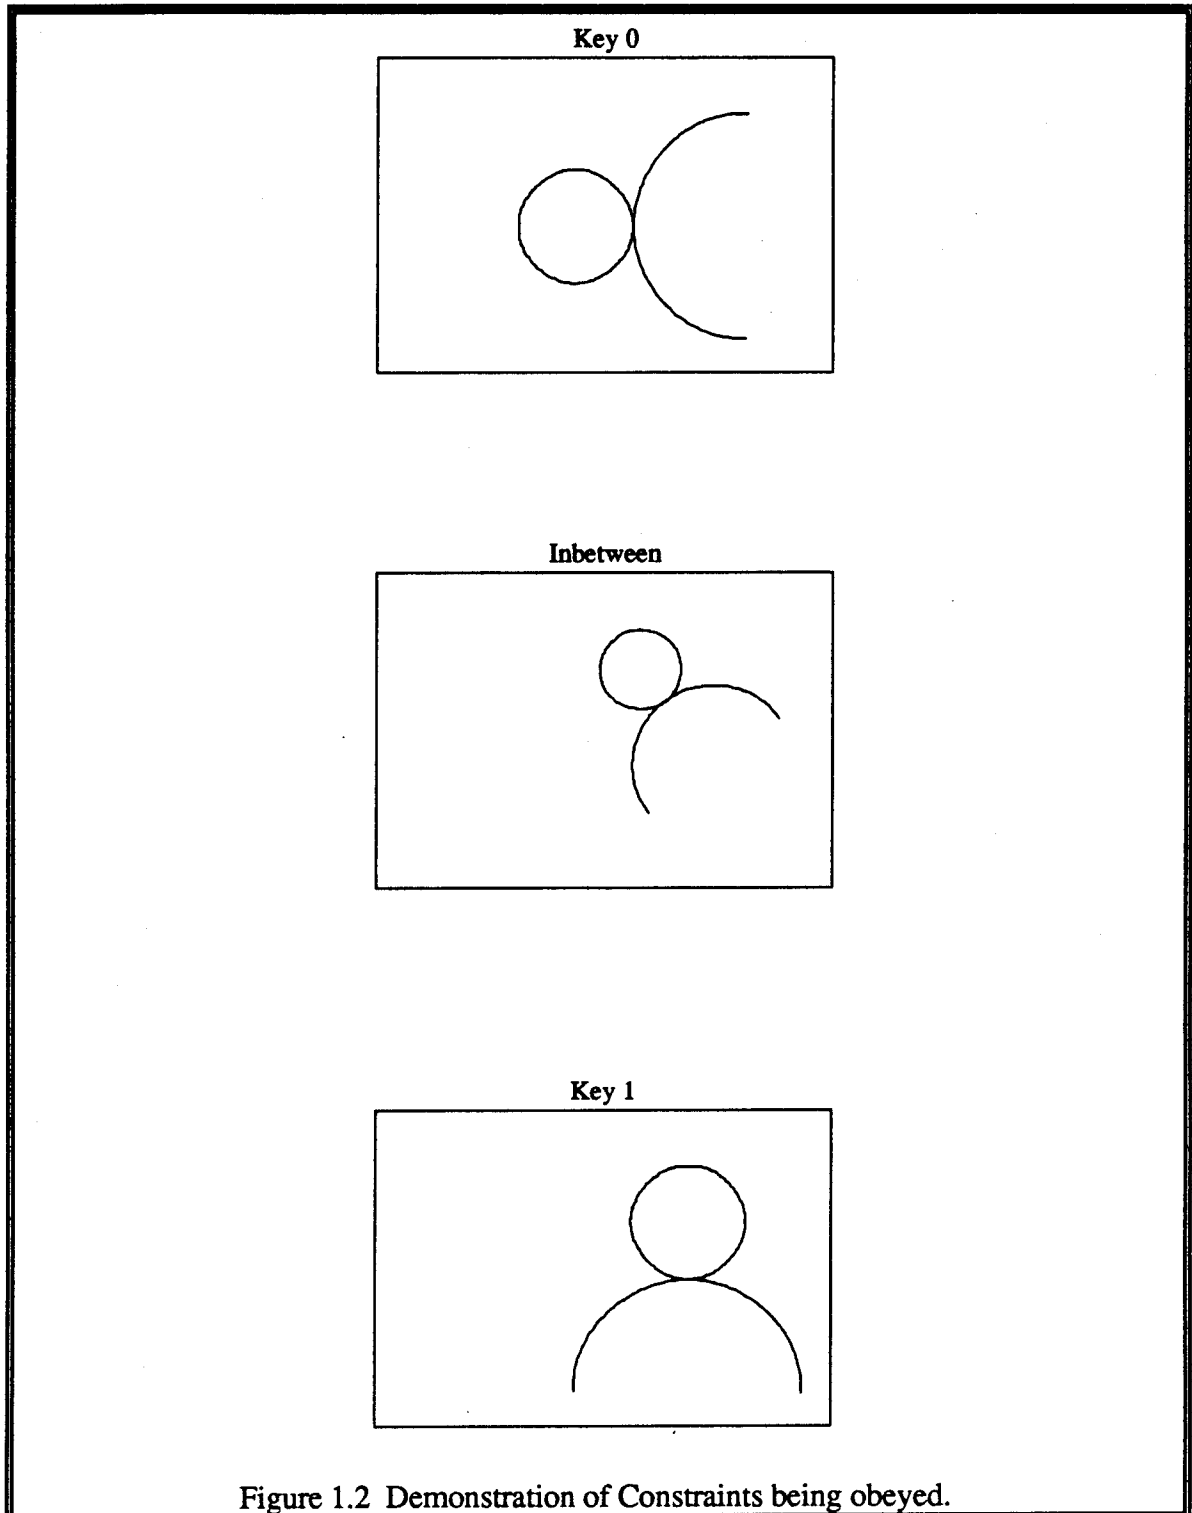 Key 0
Inbetween
Key 1
Figure 1.2 Demonstration of Constraints being obeyed.